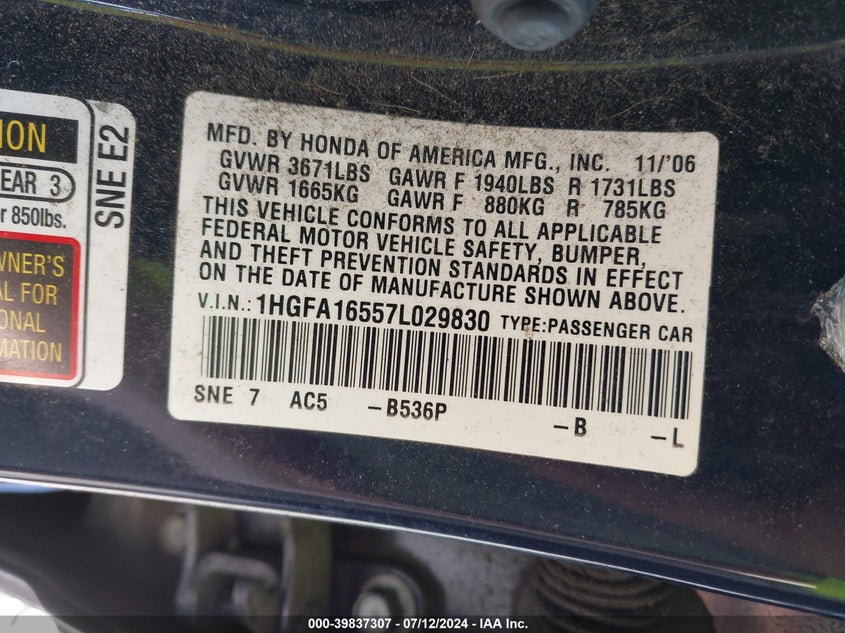 ION
EAR 3
r 850lbs.
WNER'S
AL FOR
ONAL
MATION
SNE E2
MFD. BY HONDA OF AMERICA MFG., INC. 11/'06
GVWR 3671LBS GAWR F 1940LBS R 1731LBS
GVWR 1665KG GAWR F 880KG R 785KG
THIS VEHICLE CONFORMS TO ALL APPLICABLE
FEDERAL MOTOR VEHICLE SAFETY, BUMPER,
AND THEFT PREVENTION STANDARDS IN EFFECT
ON THE DATE OF MANUFACTURE SHOWN ABOVE.
V.I.N.: 1HGFA16557L029830 TYPE:PASSENGER CAR
SNE 7 AC5 -B536P -B -L
000-39837307 - 07/12/2024 - IAA Inc.